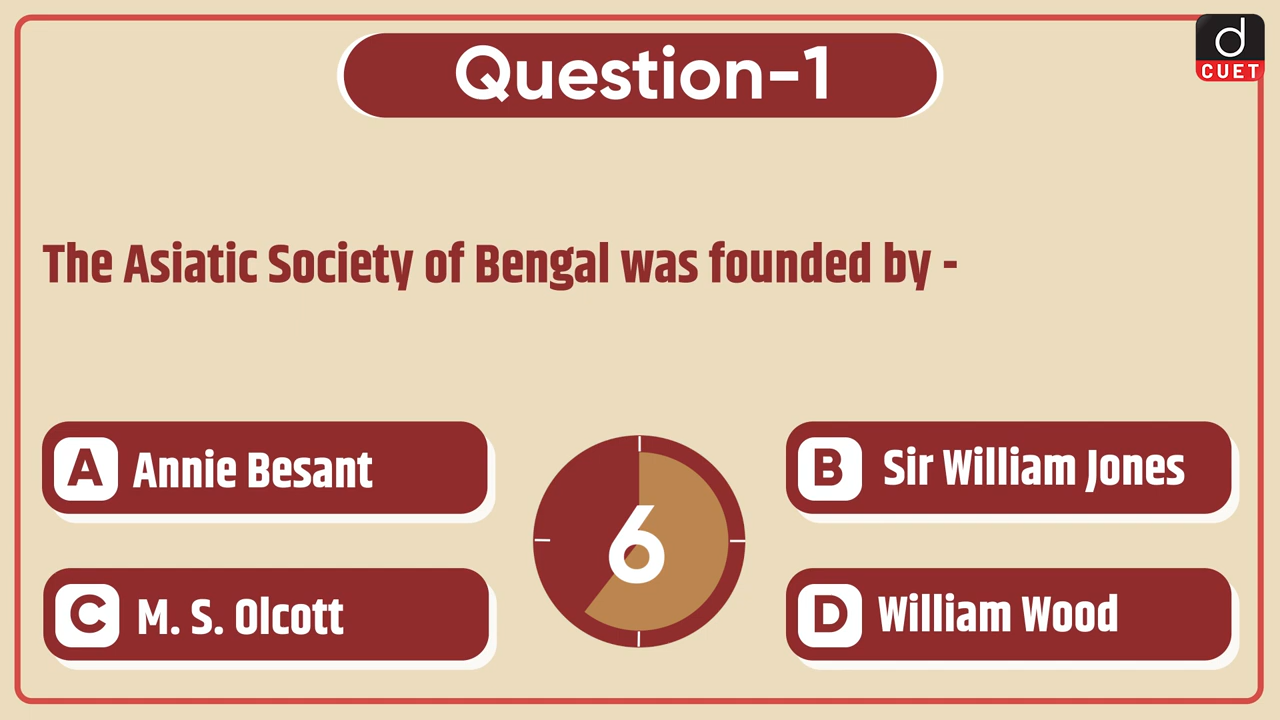 Question-1
d
CUET
The Asiatic Society of Bengal was founded by -
A Annie Besant
B Sir William Jones
6
C M. S. Olcott
D William Wood